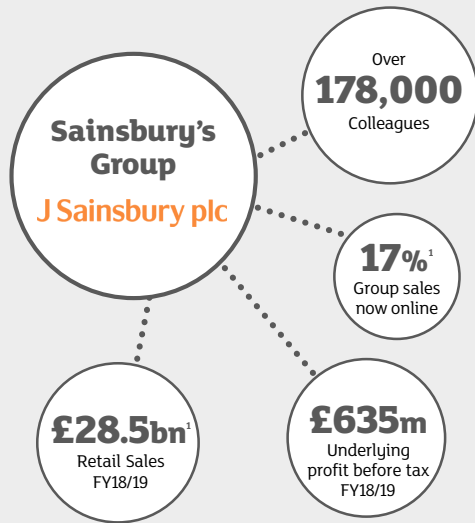 Sainsbury's
Group
J Sainsbury plc
Over
178,000
Colleagues
17%¹
Group sales
now online
£635m
Underlying
profit before tax
FY18/19
£28.5bn¹
Retail Sales
FY18/19